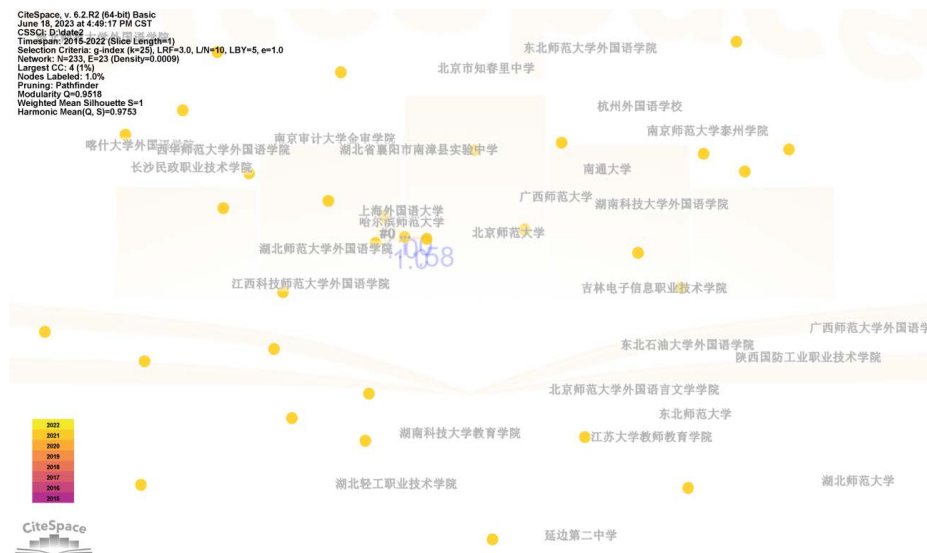 CiteSpace, v. 6.2.R2 (64-bit) Basic
June 18, 2023 at 4:49:17 PM CST
CSSCI: D:\date2
Timespan: 2015-2022 (Slice Length=1)
Selection Criteria: g-index (k=25), LRF=3.0, L/N=10, LBY=5, e=1.0
Network: N=233, E=23 (Density=0.0009)
Largest CC: 4 (1%)
Nodes Labeled: 1.0%
Pruning: Pathfinder
Modularity Q=0.9518
Weighted Mean Silhouette S=1
Harmonic Mean(Q, S)=0.9753
东北师范大学外国语学院
北京市知春里中学
杭州外国语学校
南京师范大学泰州学院
南京审计大学金审学院
喀什大学外国语学院
西华师范大学外国语学院
湖北省襄阳市南漳县实验中学
长沙民政职业技术学院
南通大学
广西师范大学
湖南科技大学外国语学院
上海外国语大学
哈尔滨师范大学
#0 ...
北京师范大学
湖北师范大学外国语学院
1.058
江西科技师范大学外国语学院
吉林电子信息职业技术学院
广西师范大学外国语学
东北石油大学外国语学院
陕西国防工业职业技术学院
北京师范大学外国语言文学学院
东北师范大学
湖南科技大学教育学院
江苏大学教师教育学院
湖北轻工职业技术学院
湖北师范大学
延边第二中学
2022
2021
2020
2019
2018
2017
2016
2015
CiteSpace